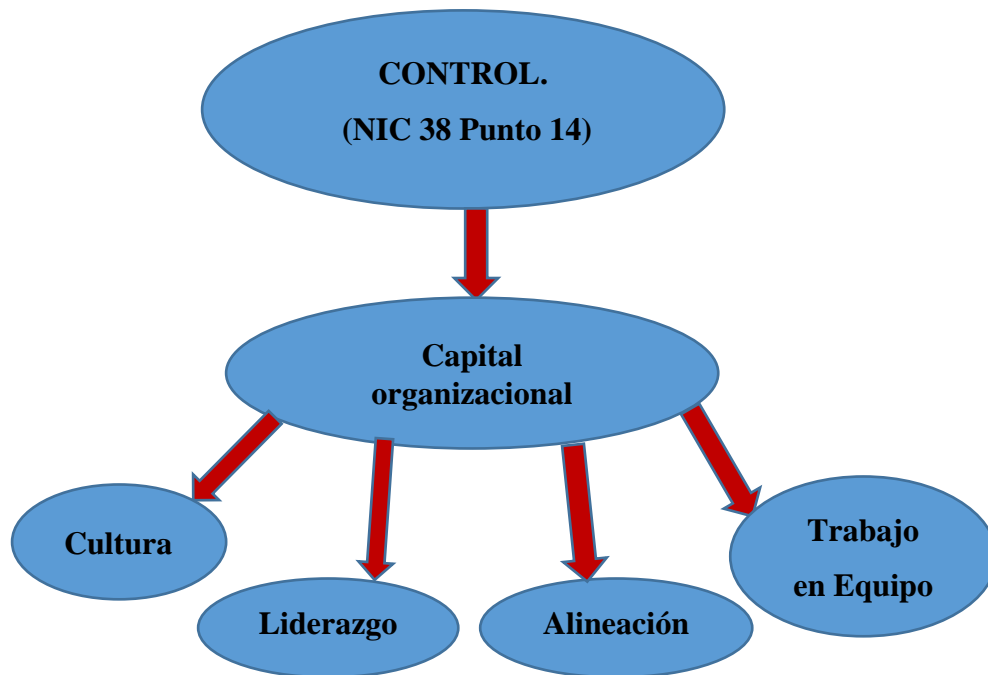 CONTROL.
(NIC 38 Punto 14)
Capital
organizacional
Cultura
Liderazgo
Alineación
Trabajo
en Equipo